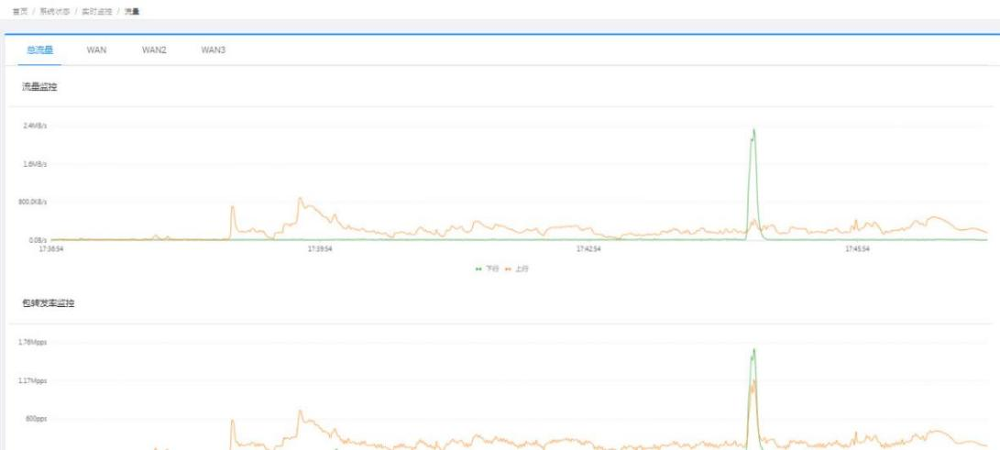 首页 / 系统状态 / 实时监控 / 流量
总流量 WAN WAN2 WAN3
流量监控
2.4MB/s
1.6MB/s
800.0KB/s
0.0B/s
17:38:54 17:39:54 17:42:54 17:45:54
下行 上行
包转发率监控
1.76Mpps
1.17Mpps
600pps